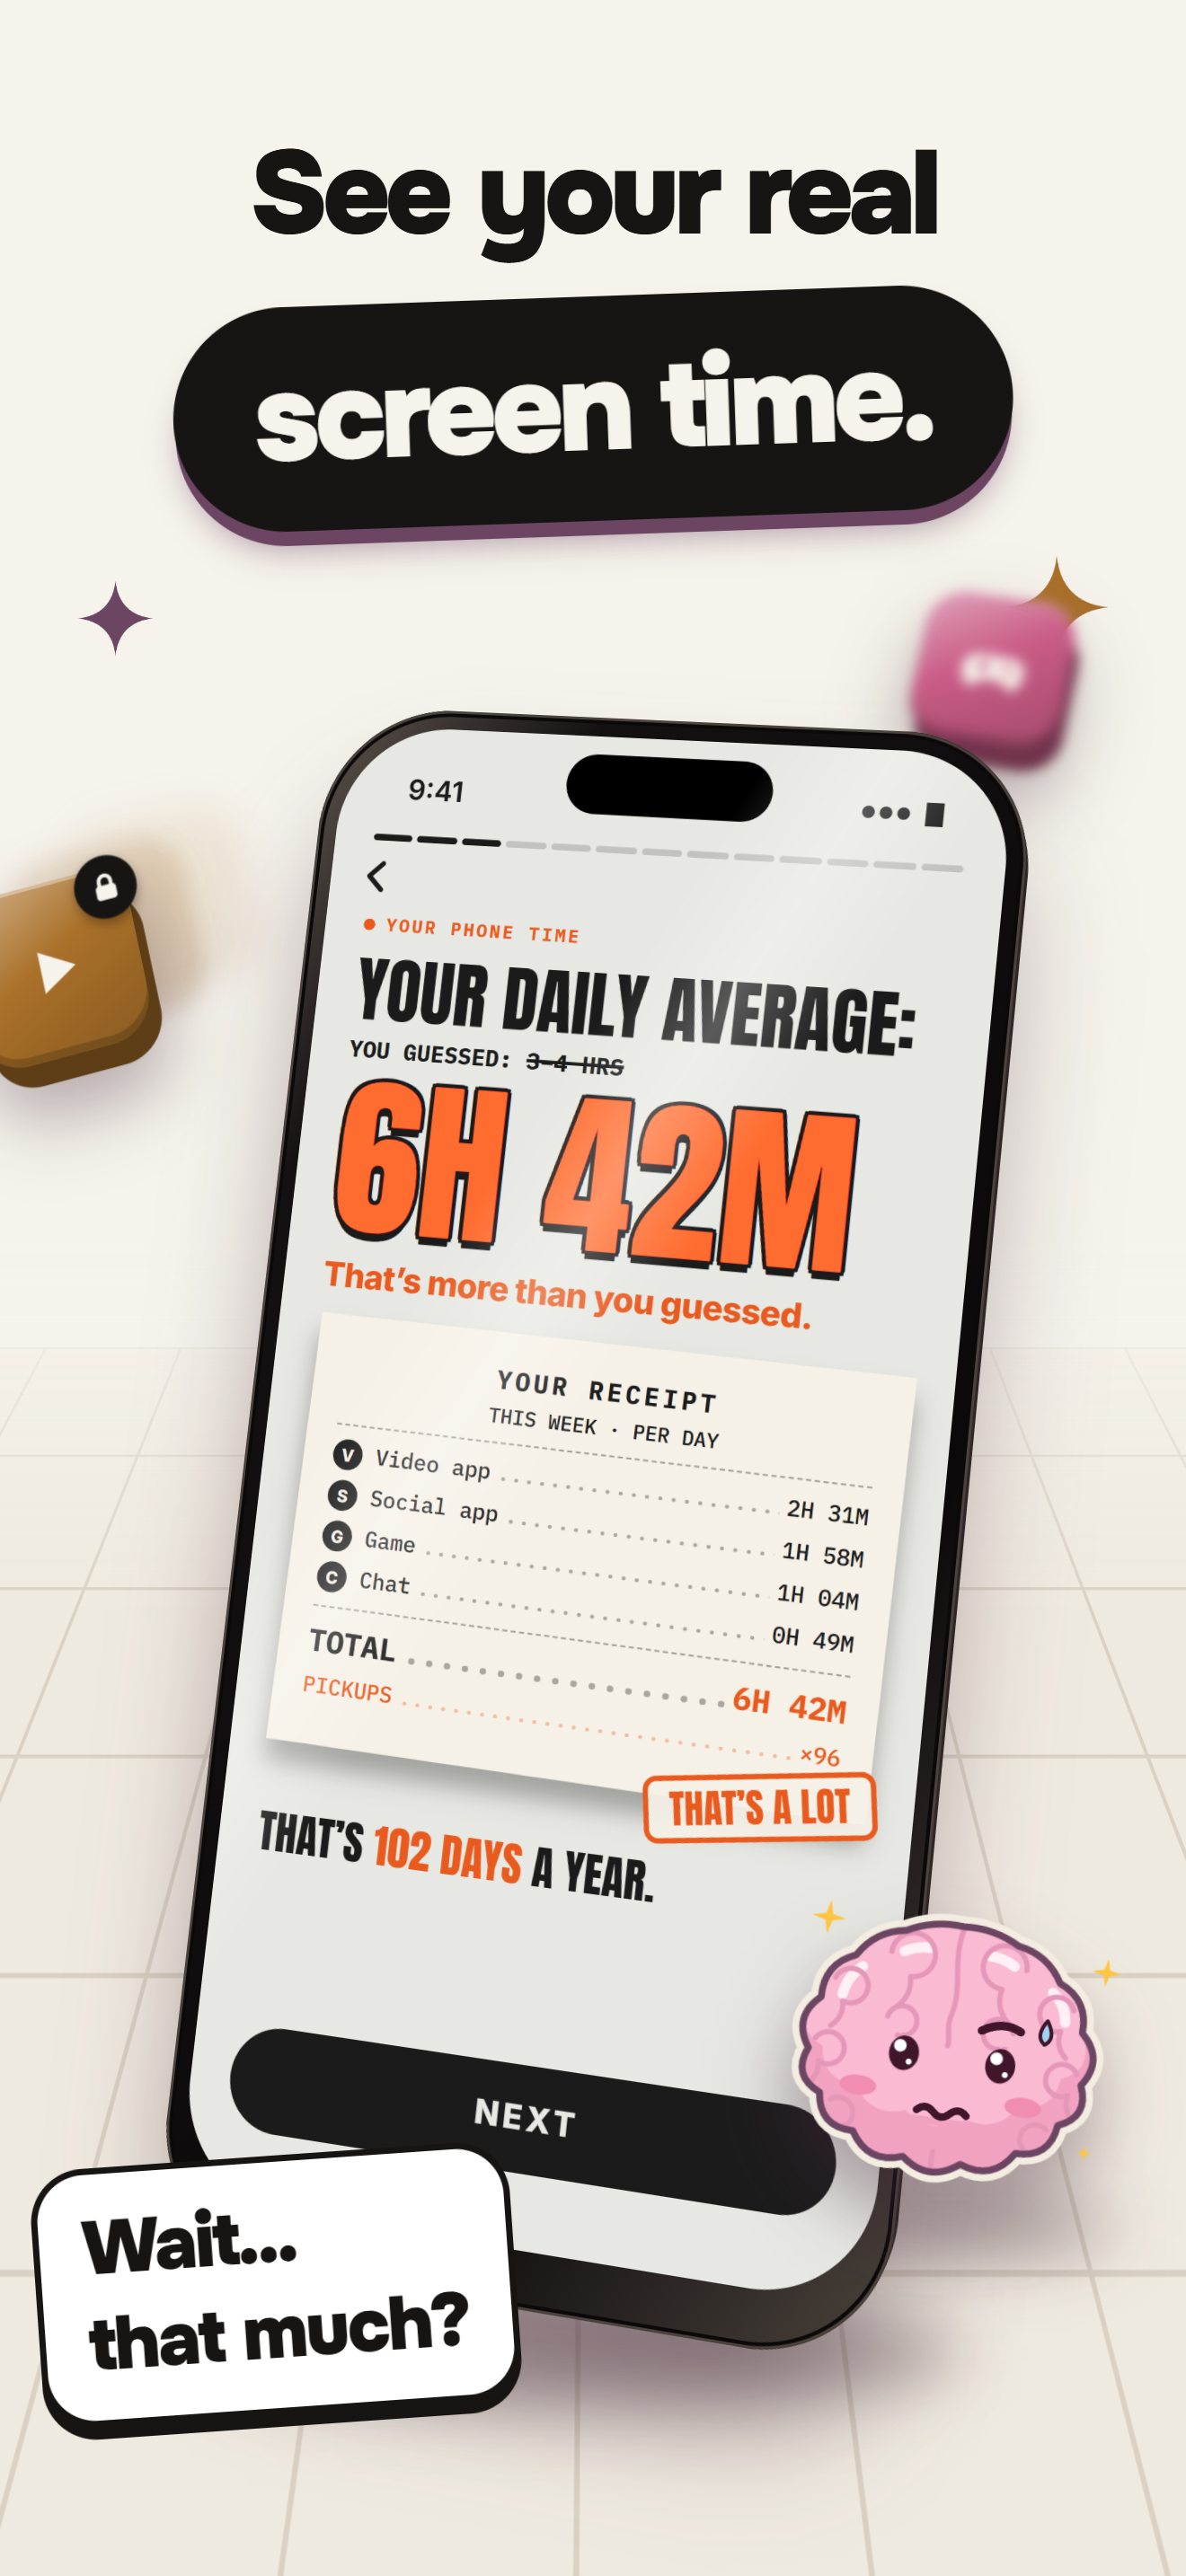 See your real
screen time.
9:41
YOUR PHONE TIME
YOUR DAILY AVERAGE:
YOU GUESSED: 3-4 HRS
6H 42M
That's more than you guessed.
YOUR RECEIPT
THIS WEEK · PER DAY
V Video app 2H 31M
S Social app 1H 58M
G Game 1H 04M
C Chat 0H 49M
TOTAL 6H 42M
PICKUPS ×96
THAT'S A LOT
THAT'S 102 DAYS A YEAR.
NEXT
Wait...
that much?